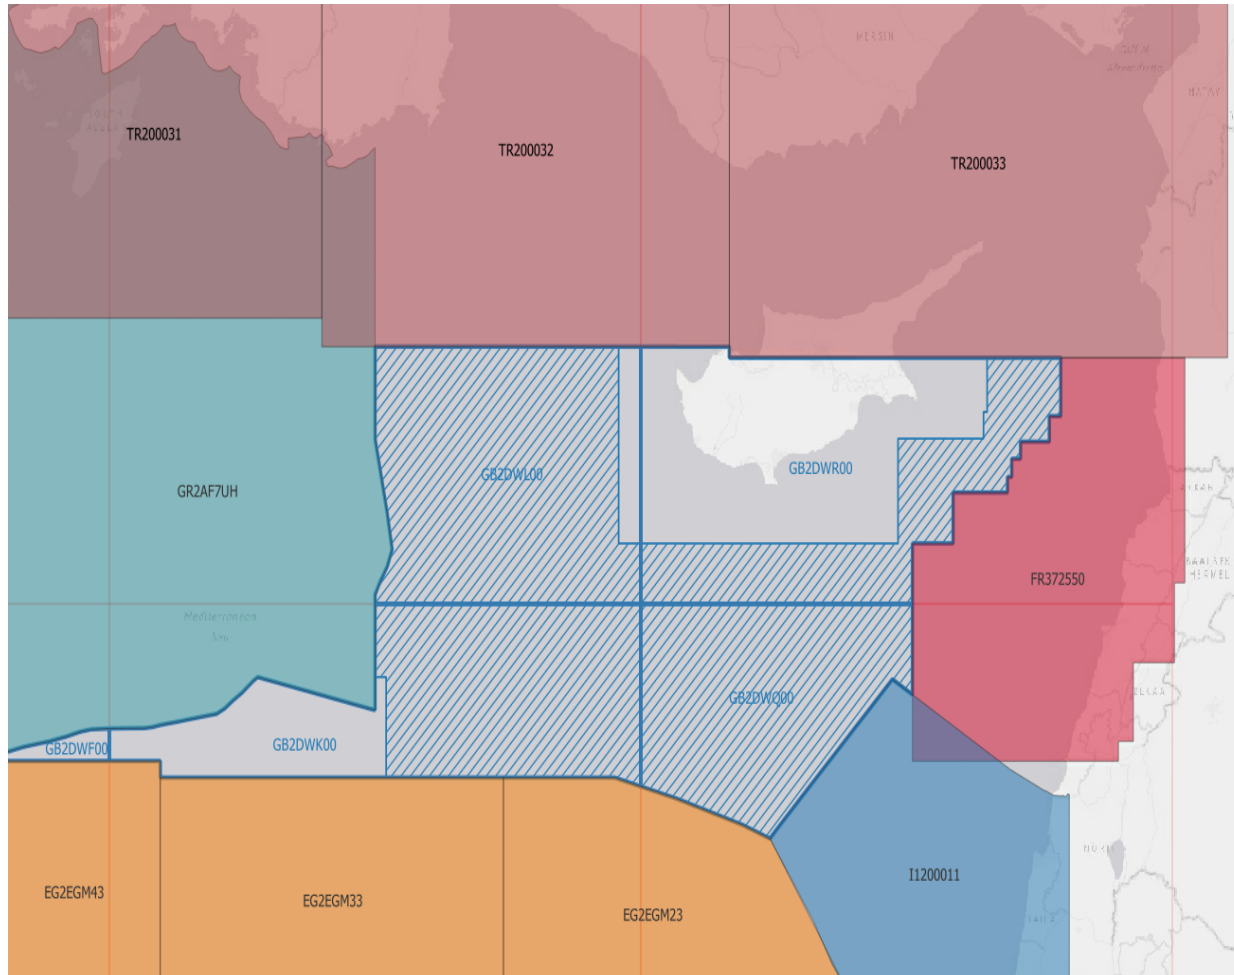 MERSIN
HATAY
TR200031
TR200032
TR200033
GB2DWL00
GB2DWR00
GR2AF7UH
FR372550
Mediterranean
Sea
GB2DWQ00
GB2DWF00
GB2DWK00
EG2EGM43
EG2EGM33
EG2EGM23
I1200011